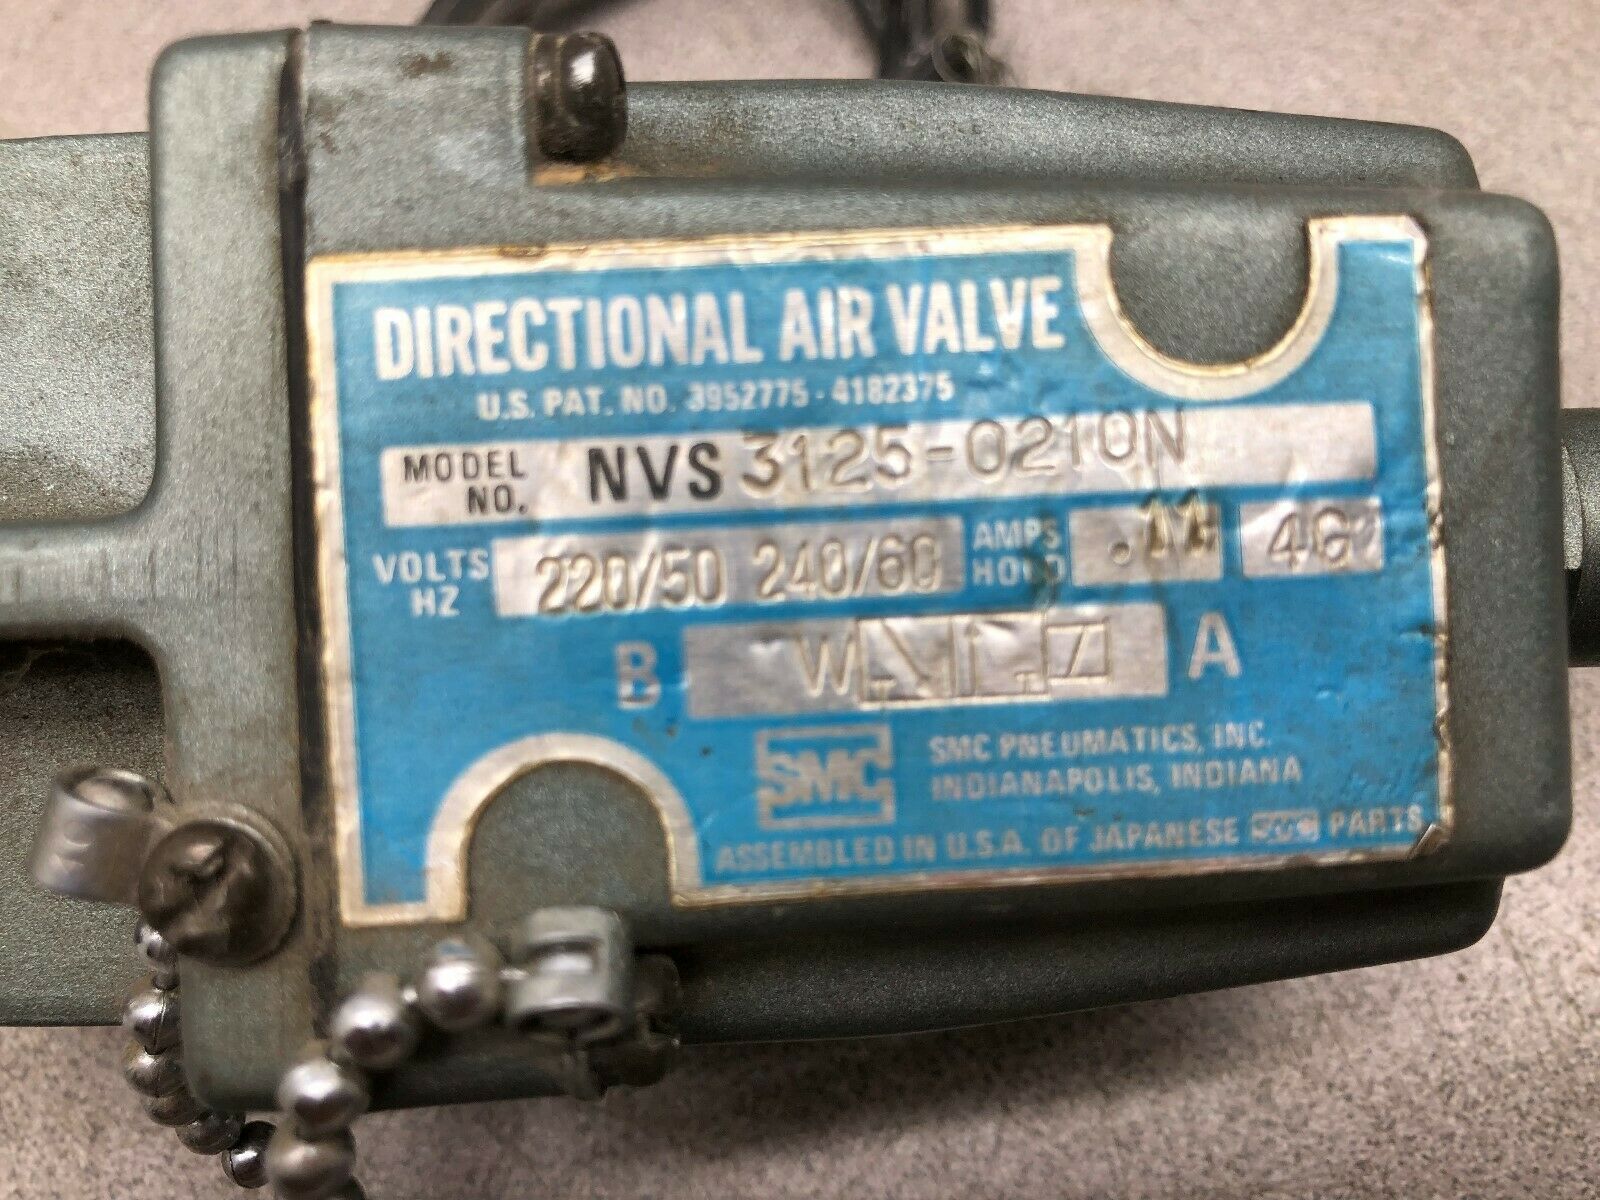 DIRECTIONAL AIR VALVE
U.S. PAT. NO. 3952775 - 4182375
MODEL NO. NVS 3125-0210N
VOLTS HZ 220/50 240/60 AMPS HOLD .11
B W A
SMC
SMC PNEUMATICS, INC.
INDIANAPOLIS, INDIANA
ASSEMBLED IN U.S.A. OF JAPANESE PARTS